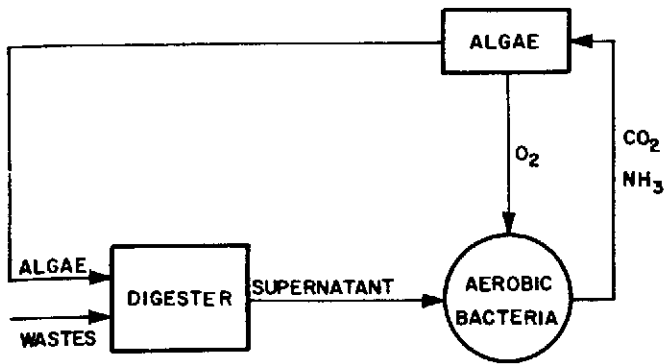 ALGAE
O2
CO2
NH3
ALGAE
WASTES
DIGESTER
SUPERNATANT
AEROBIC
BACTERIA